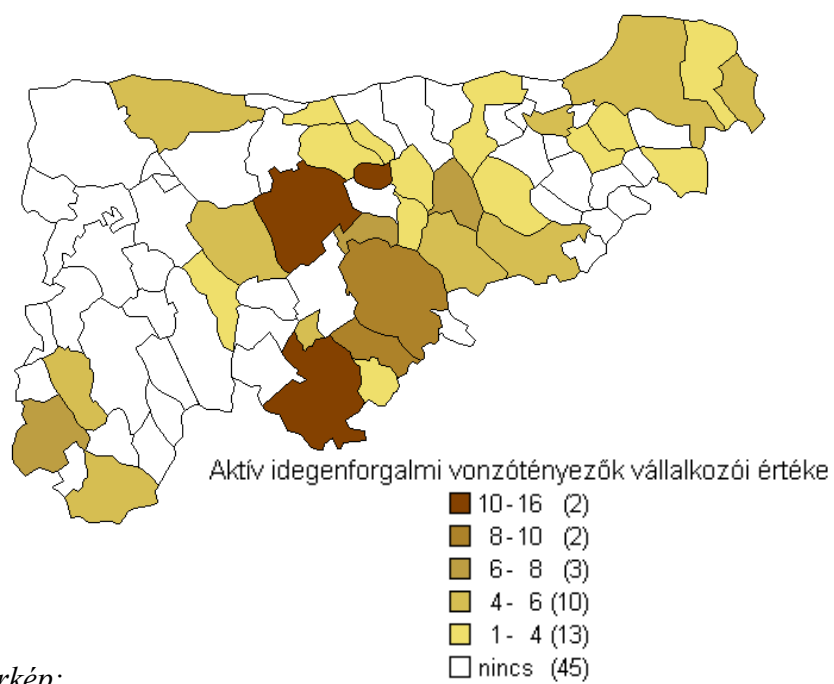 Aktív idegenforgalmi vonzótényezők vállalkozói értéke
10-16 (2)
8-10 (2)
6- 8 (3)
4- 6 (10)
1- 4 (13)
nincs (45)
rkép: